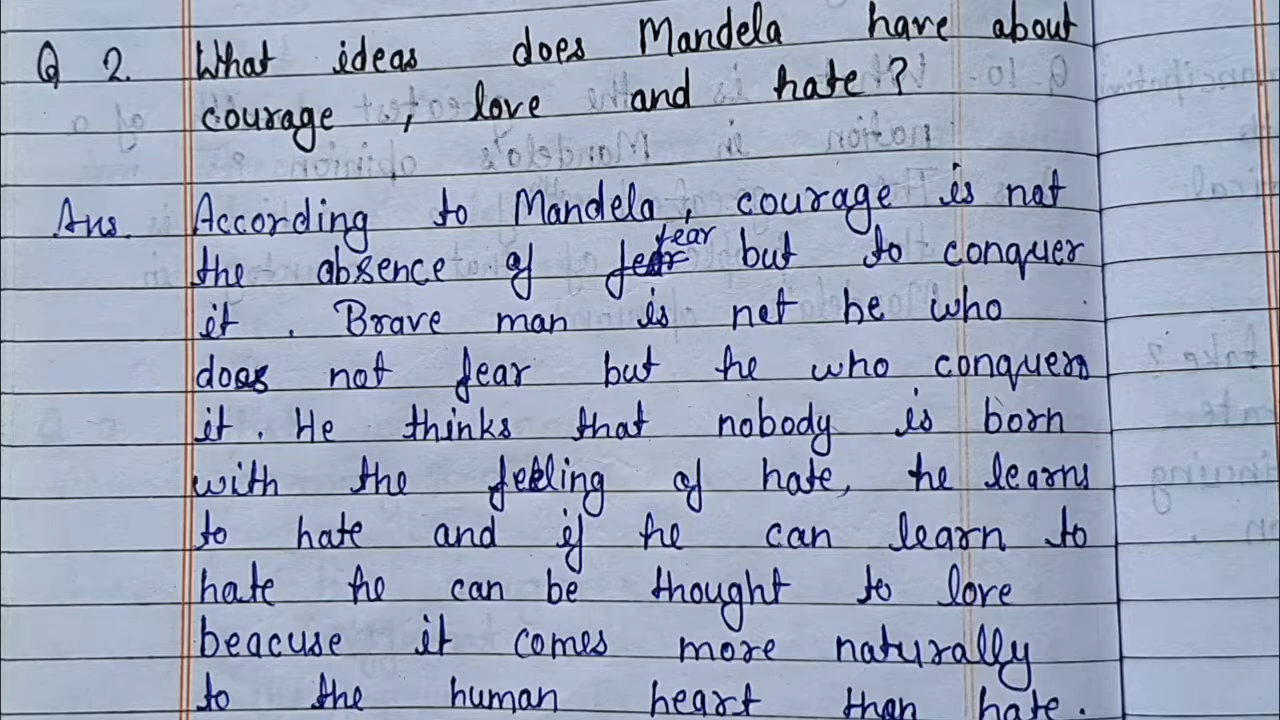 Q 2. What ideas does Mandela have about
courage, love and hate?
Ans. According to Mandela, courage is not
the absence of fear but to conquer
it. Brave man is not he who
does not fear but he who conquers
it. He thinks that nobody is born
with the feeling of hate, he learns
to hate and if he can learn to
hate he can be thought to love
beacuse it comes more naturally
to the human heart than hate.